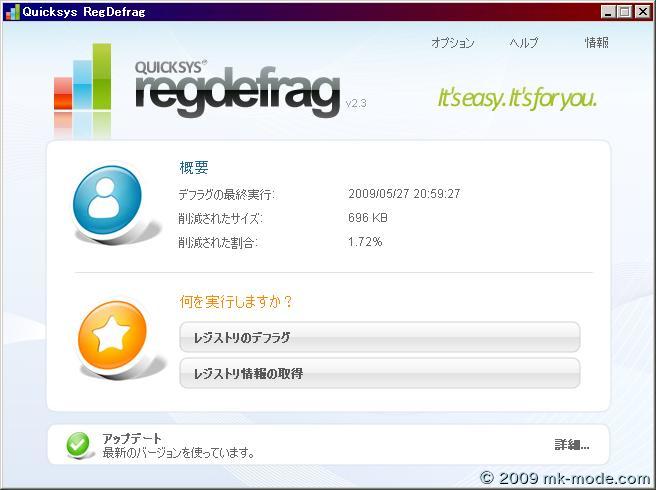 Quicksys RegDefrag
オプション ヘルプ 情報
QUICKSYS®
regdefrag v2.3
It's easy. It's for you.
概要
デフラグの最終実行: 2009/05/27 20:59:27
削減されたサイズ: 696 KB
削減された割合: 1.72%
何を実行しますか？
レジストリのデフラグ
レジストリ情報の取得
アップデート
最新のバージョンを使っています。
詳細...
© 2009 mk-mode.com